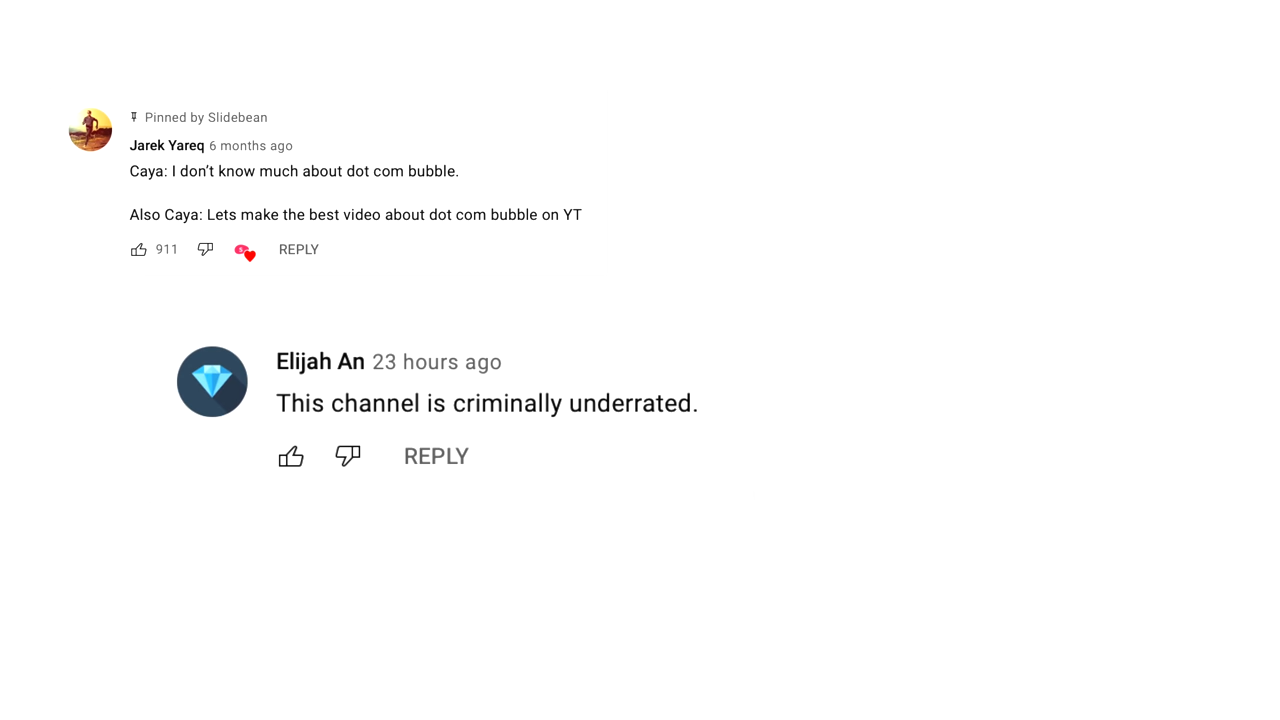 Pinned by Slidebean
Jarek Yareq 6 months ago
Caya: I don’t know much about dot com bubble.
Also Caya: Lets make the best video about dot com bubble on YT
911 REPLY
Elijah An 23 hours ago
This channel is criminally underrated.
REPLY